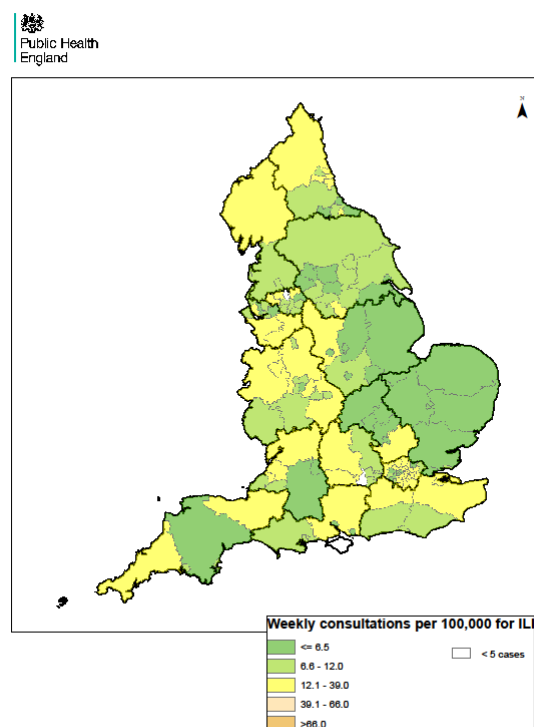 Public Health
England
N
Weekly consultations per 100,000 for ILI
<= 6.5
6.6 - 12.0
12.1 - 39.0
39.1 - 66.0
>66.0
< 5 cases